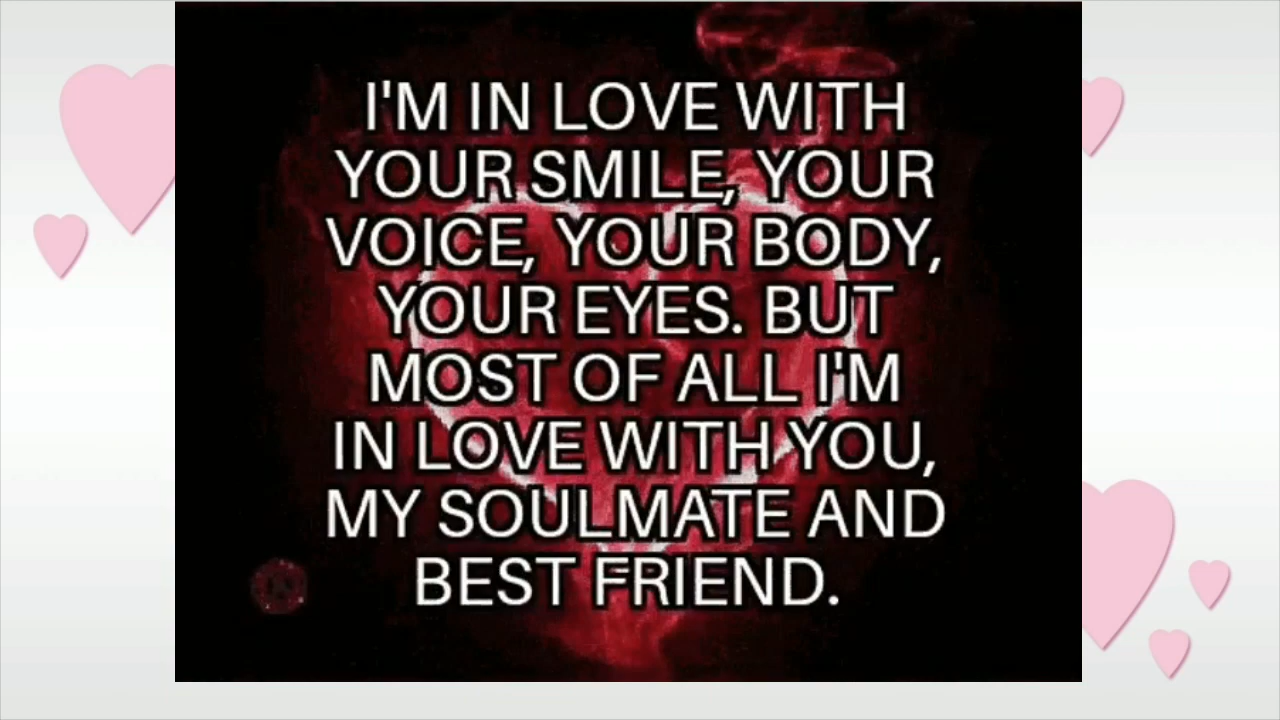 I'M IN LOVE WITH
YOUR SMILE, YOUR
VOICE, YOUR BODY,
YOUR EYES. BUT
MOST OF ALL I'M
IN LOVE WITH YOU,
MY SOULMATE AND
BEST FRIEND.